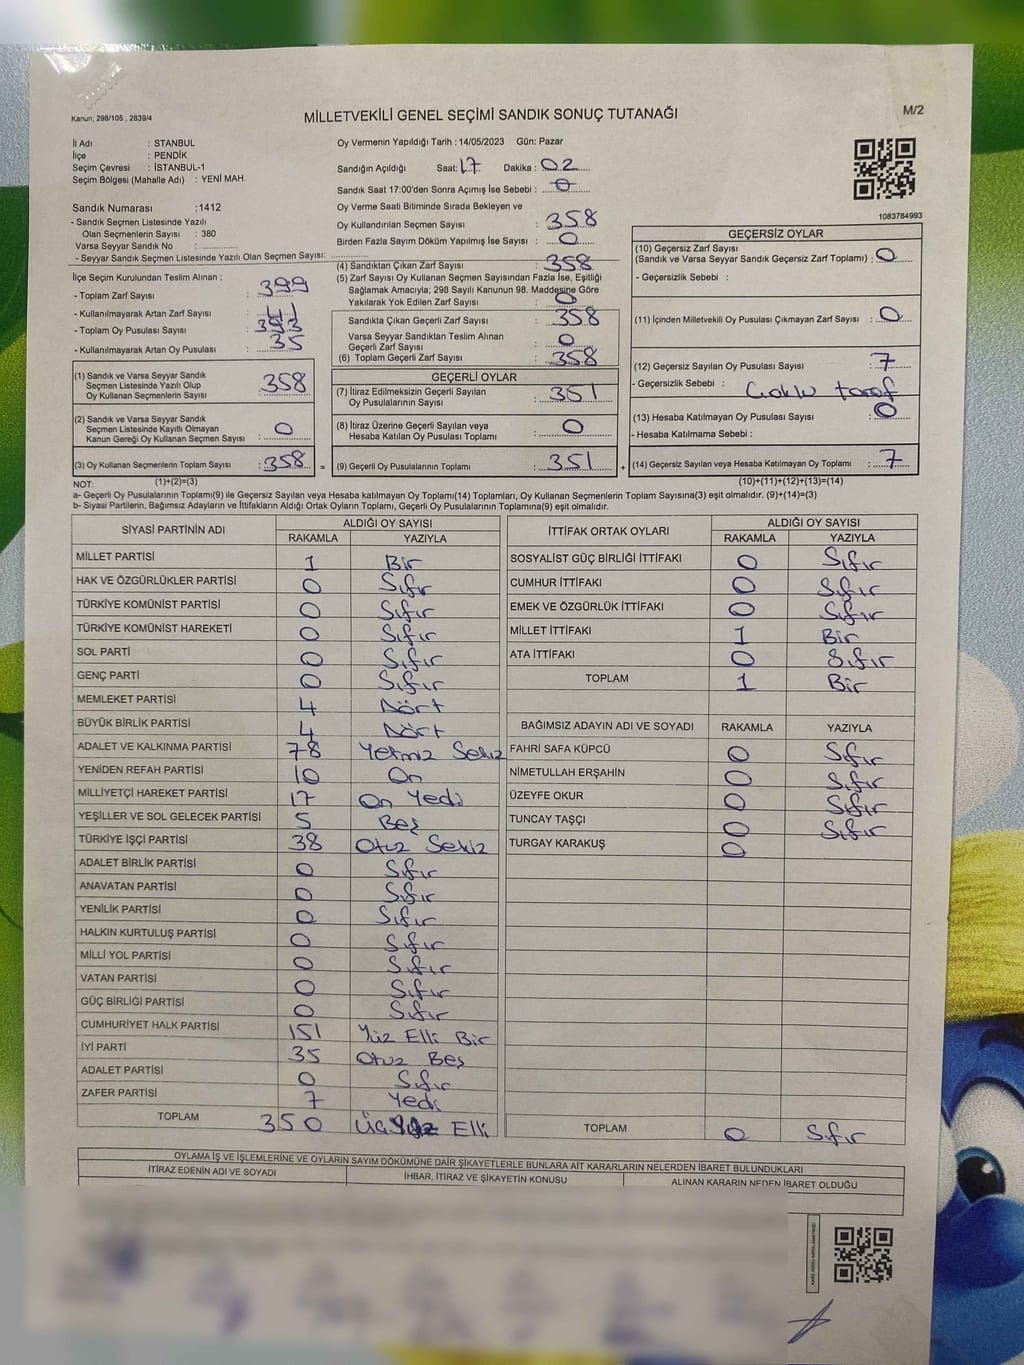 Kanun; 298/105 , 2839/4
MİLLETVEKİLİ GENEL SEÇİMİ SANDIK SONUÇ TUTANAĞI
M/2
İl Adı : STANBUL
İlçe : PENDİK
Seçim Çevresi : İSTANBUL-1
Seçim Bölgesi (Mahalle Adı) : YENİ MAH.
Sandık Numarası :1412
- Sandık Seçmen Listesinde Yazılı
Olan Seçmenlerin Sayısı : 380
Varsa Seyyar Sandık No : ............
- Seyyar Sandık Seçmen Listesinde Yazılı Olan Seçmen Sayısı: ............
Oy Vermenin Yapıldığı Tarih : 14/05/2023 Gün: Pazar
Sandığın Açıldığı Saat: 17 Dakika : 02
Sandık Saat 17:00'den Sonra Açımış İse Sebebi : 0
Oy Verme Saati Bitiminde Sırada Bekleyen ve
Oy Kullandırılan Seçmen Sayısı : 358
Birden Fazla Sayım Döküm Yapılmış İse Sayısı : 0
1083784993
İlçe Seçim Kurulundan Teslim Alınan :
- Toplam Zarf Sayısı : 399
- Kullanılmayarak Artan Zarf Sayısı : 41
- Toplam Oy Pusulası Sayısı : 393
- Kullanılmayarak Artan Oy Pusulası : 35
(4) Sandıktan Çıkan Zarf Sayısı : 358
(5) Zarf Sayısı Oy Kullanan Seçmen Sayısından Fazla İse, Eşitliği
Sağlamak Amacıyla; 298 Sayılı Kanunun 98. Maddesine Göre
Yakılarak Yok Edilen Zarf Sayısı : 0
Sandıkta Çıkan Geçerli Zarf Sayısı : 358
Varsa Seyyar Sandıktan Teslim Alınan
Geçerli Zarf Sayısı : 0
(6) Toplam Geçerli Zarf Sayısı : 358
GEÇERSİZ OYLAR
(10) Geçersiz Zarf Sayısı
(Sandık ve Varsa Seyyar Sandık Geçersiz Zarf Toplamı) : 0
- Geçersizlik Sebebi :
(11) İçinden Milletvekili Oy Pusulası Çıkmayan Zarf Sayısı : 0
(12) Geçersiz Sayılan Oy Pusulası Sayısı : 7
- Geçersizlik Sebebi : Çoklu taraf
(13) Hesaba Katılmayan Oy Pusulası Sayısı : 0
- Hesaba Katılmama Sebebi :
(14) Geçersiz Sayılan veya Hesaba Katılmayan Oy Toplamı : 7
(1) Sandık ve Varsa Seyyar Sandık
Seçmen Listesinde Yazılı Olup
Oy Kullanan Seçmenlerin Sayısı : 358
(2) Sandık ve Varsa Seyyar Sandık
Seçmen Listesinde Kayıtlı Olmayan
Kanun Gereği Oy Kullanan Seçmen Sayısı : 0
(3) Oy Kullanan Seçmenlerin Toplam Sayısı : 358 =
GEÇERLİ OYLAR
(7) İtiraz Edilmeksizin Geçerli Sayılan
Oy Pusulalarının Sayısı : 351
(8) İtiraz Üzerine Geçerli Sayılan veya
Hesaba Katılan Oy Pusulası Toplamı : 0
(9) Geçerli Oy Pusulalarının Toplamı : 351 +
NOT: (1)+(2)=(3) (10)+(11)+(12)+(13)=(14)
a- Geçerli Oy Pusulalarının Toplamı(9) ile Geçersiz Sayılan veya Hesaba Katılmayan Oy Toplamı(14) Toplamları, Oy Kullanan Seçmenlerin Toplam Sayısına(3) eşit olmalıdır. (9)+(14)=(3)
b- Siyasi Partilerin, Bağımsız Adayların ve İttifakların Aldığı Ortak Oyların Toplamı, Geçerli Oy Pusulalarının Toplamına(9) eşit olmalıdır.
SİYASİ PARTİNİN ADI ALDIĞI OY SAYISI
RAKAMLA YAZIYLA
MİLLET PARTİSİ 1 Bir
HAK VE ÖZGÜRLÜKLER PARTİSİ 0 Sıfır
TÜRKİYE KOMÜNİST PARTİSİ 0 Sıfır
TÜRKİYE KOMÜNİST HAREKETİ 0 Sıfır
SOL PARTİ 0 Sıfır
GENÇ PARTİ 0 Sıfır
MEMLEKET PARTİSİ 4 Dört
BÜYÜK BİRLİK PARTİSİ 4 Dört
ADALET VE KALKINMA PARTİSİ 78 Yetmiş Sekiz
YENİDEN REFAH PARTİSİ 10 On
MİLLİYETÇİ HAREKET PARTİSİ 17 On Yedi
YEŞİLLER VE SOL GELECEK PARTİSİ 5 Beş
TÜRKİYE İŞÇİ PARTİSİ 38 Otuz Sekiz
ADALET BİRLİK PARTİSİ 0 Sıfır
ANAVATAN PARTİSİ 0 Sıfır
YENİLİK PARTİSİ 0 Sıfır
HALKIN KURTULUŞ PARTİSİ 0 Sıfır
MİLLİ YOL PARTİSİ 0 Sıfır
VATAN PARTİSİ 0 Sıfır
GÜÇ BİRLİĞİ PARTİSİ 0 Sıfır
CUMHURİYET HALK PARTİSİ 151 Yüz Elli Bir
İYİ PARTİ 35 Otuz Beş
ADALET PARTİSİ 0 Sıfır
ZAFER PARTİSİ 7 Yedi
TOPLAM 350 Üç Yüz Elli
İTTİFAK ORTAK OYLARI ALDIĞI OY SAYISI
RAKAMLA YAZIYLA
SOSYALİST GÜÇ BİRLİĞİ İTTİFAKI 0 Sıfır
CUMHUR İTTİFAKI 0 Sıfır
EMEK VE ÖZGÜRLÜK İTTİFAKI 0 Sıfır
MİLLET İTTİFAKI 1 Bir
ATA İTTİFAKI 0 Sıfır
TOPLAM 1 Bir
BAĞIMSIZ ADAYIN ADI VE SOYADI RAKAMLA YAZIYLA
FAHRİ SAFA KÜPCÜ 0 Sıfır
NİMETULLAH ERŞAHİN 0 Sıfır
ÜZEYFE OKUR 0 Sıfır
TUNCAY TAŞÇI 0 Sıfır
TURGAY KARAKUŞ 0
TOPLAM 0 Sıfır
OYLAMA İŞ VE İŞLEMLERİNE VE OYLARIN SAYIM DÖKÜMÜNE DAİR ŞİKAYETLERLE BUNLARA AİT KARARLARIN NELERDEN İBARET BULUNDUKLARI
İTİRAZ EDENİN ADI VE SOYADI İHBAR, İTİRAZ VE ŞİKAYETİN KONUSU ALINAN KARARIN NEDEN İBARET OLDUĞU